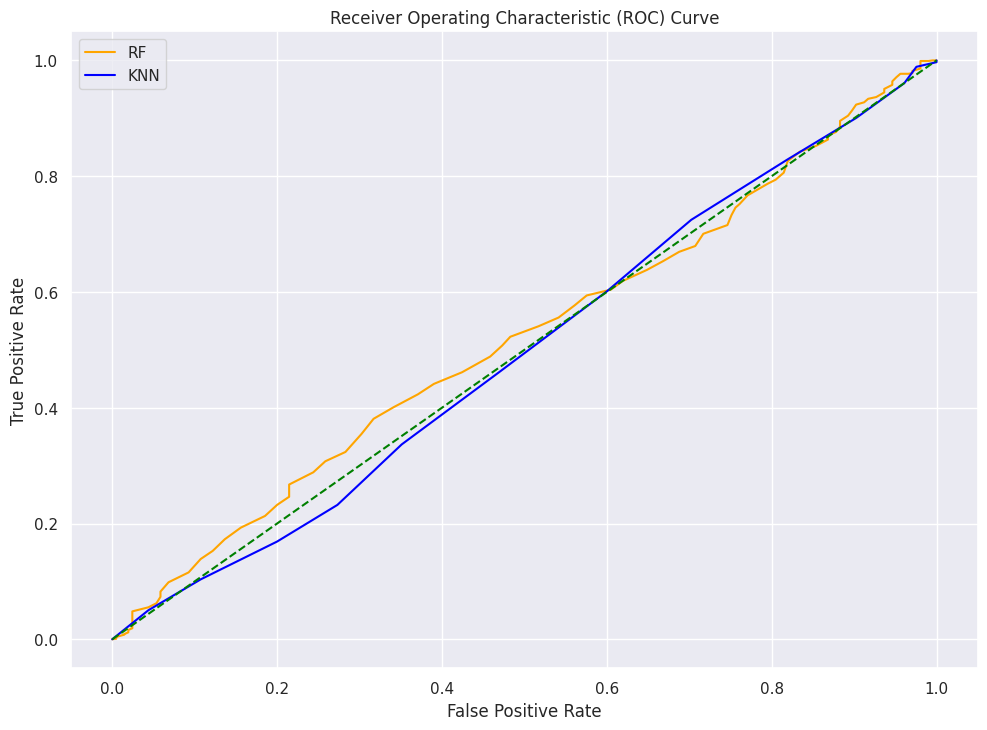 Receiver Operating Characteristic (ROC) Curve
RF
KNN
1.0
0.8
0.6
0.4
0.2
0.0
True Positive Rate
0.0 0.2 0.4 0.6 0.8 1.0
False Positive Rate